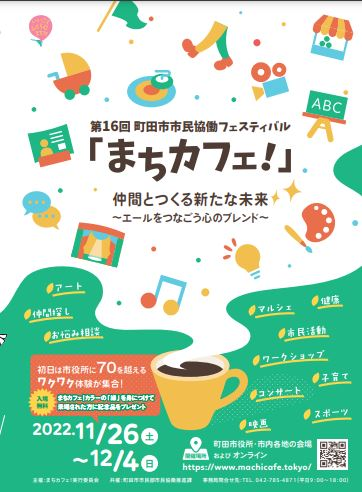 ABC
第16回 町田市市民協働フェスティバル
「まちカフェ!」
仲間とつくる新たな未来
〜エールをつなごう心のブレンド〜
アート
仲間探し
お悩み相談
マルシェ
健康
市民活動
ワークショップ
子育て
コンサート
スポーツ
映画
初日は市役所に70を超える
ワクワク体験が集合!
入場無料
まちカフェ!カラーの「緑」を身につけて
来場された方に記念品をプレゼント
2022.11/26土
〜12/4日
開催場所
町田市庁舎・市内各地の会場
および オンライン
https://www.machicafe.tokyo/
主催:まちカフェ!実行委員会 共催:町田市市民部市民協働推進課 事務局問合せ先:TEL. 042-785-4871(平日9:00〜18:00)